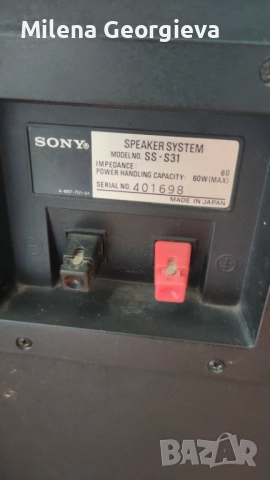 Milena Georgieva
SONY®
SPEAKER SYSTEM
MODEL NO. SS-S31
IMPEDANCE: 6Ω
POWER HANDLING CAPACITY: 60W(MAX)
SERIAL NO. 401698
MADE IN JAPAN
BAZAR